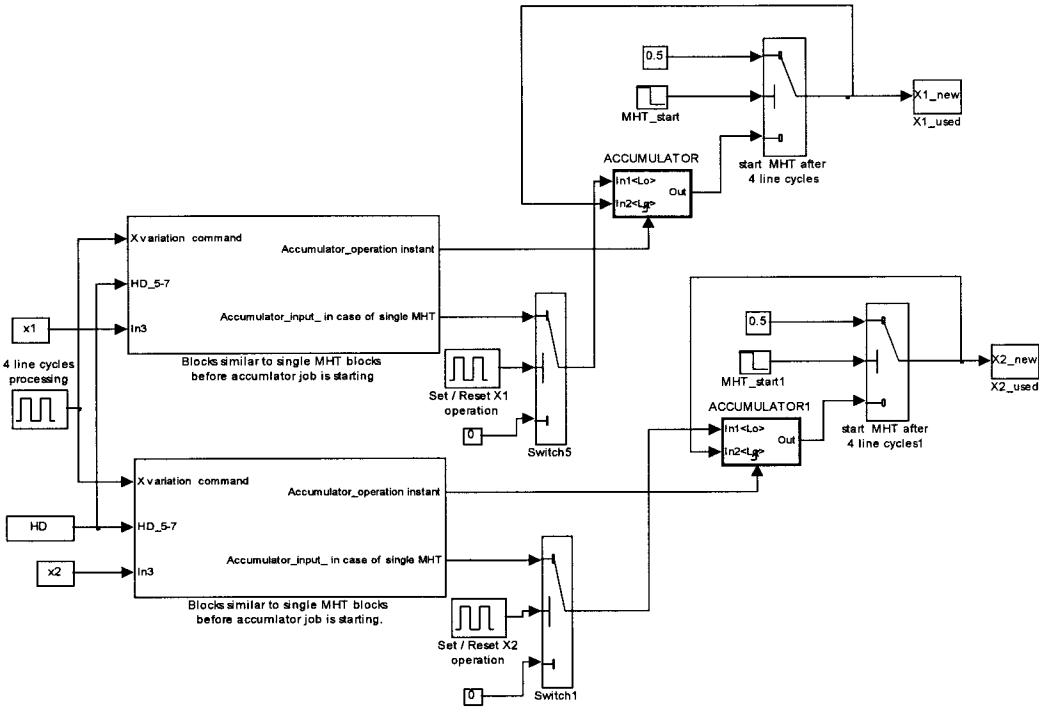 0.5
MHT_start
X1_new
X1_used
start MHT after
4 line cycles
ACCUMULATOR
In1<Lo>
In2<Lo>
Out
X variation command
HD_5-7
In3
Accumulator_operation instant
Accumulator_input_ in case of single MHT
Blocks similar to single MHT blocks
before accumlator job is starting
x1
4 line cycles
processing
Set / Reset X1
operation
0
Switch5
0.5
MHT_start1
X2_new
X2_used
start MHT after
4 line cycles1
ACCUMULATOR1
In1<Lo>
In2<Lo>
Out
X variation command
HD_5-7
In3
Accumulator_operation instant
Accumulator_input_ in case of single MHT
Blocks similar to single MHT blocks
before accumlator job is starting.
HD
x2
Set / Reset X2
operation
0
Switch1